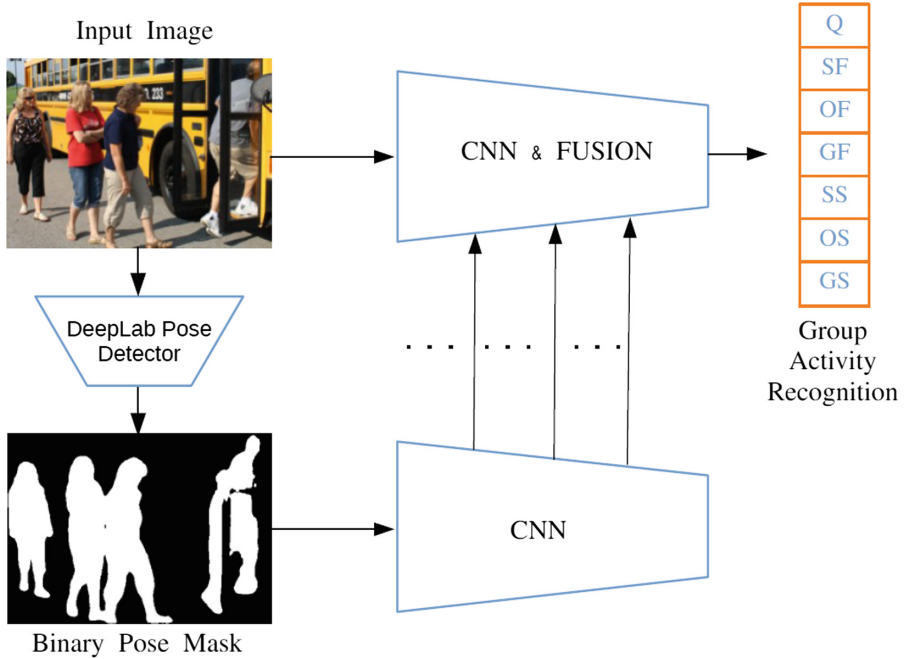 Input Image
233
CNN & FUSION
Q
SF
OF
GF
SS
OS
GS
Group
Activity
Recognition
DeepLab Pose
Detector
CNN
Binary Pose Mask